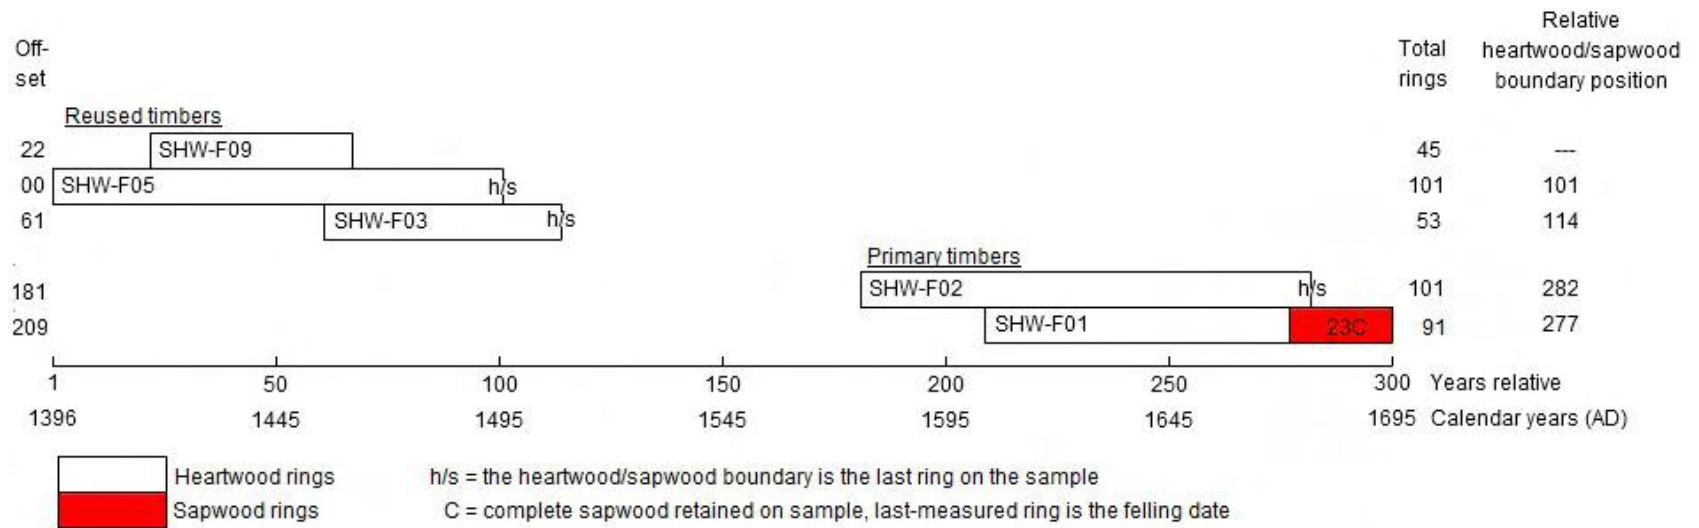 Relative
Off- Total heartwood/sapwood
set rings boundary position
Reused timbers
22 SHW-F09 45 ---
00 SHW-F05 h/s 101 101
61 SHW-F03 h/s 53 114
Primary timbers
181 SHW-F02 h/s 101 282
209 SHW-F01 23C 91 277
1 50 100 150 200 250 300 Years relative
1396 1445 1495 1545 1595 1645 1695 Calendar years (AD)
Heartwood rings h/s = the heartwood/sapwood boundary is the last ring on the sample
Sapwood rings C = complete sapwood retained on sample, last-measured ring is the felling date